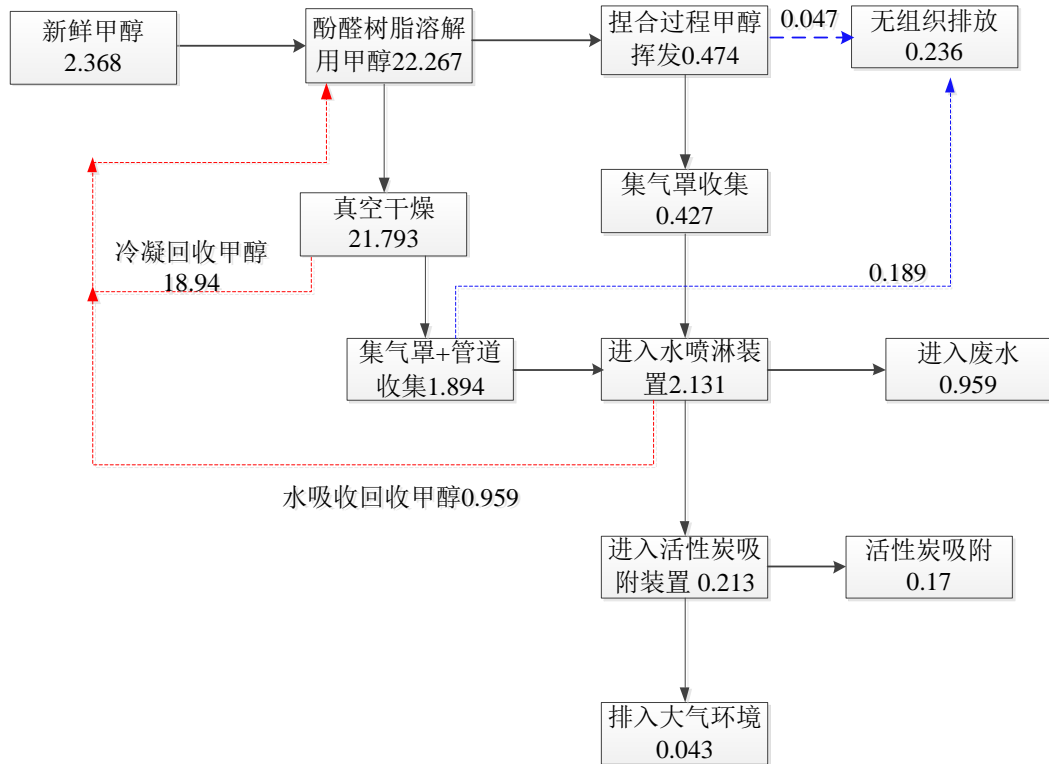 新鲜甲醇
2.368
酚醛树脂溶解
用甲醇22.267
捏合过程甲醇
挥发0.474
0.047
无组织排放
0.236
集气罩收集
0.427
真空干燥
21.793
冷凝回收甲醇
18.94
0.189
集气罩+管道
收集1.894
进入水喷淋装
置2.131
进入废水
0.959
水吸收回收甲醇0.959
进入活性炭吸
附装置 0.213
活性炭吸附
0.17
排入大气环境
0.043